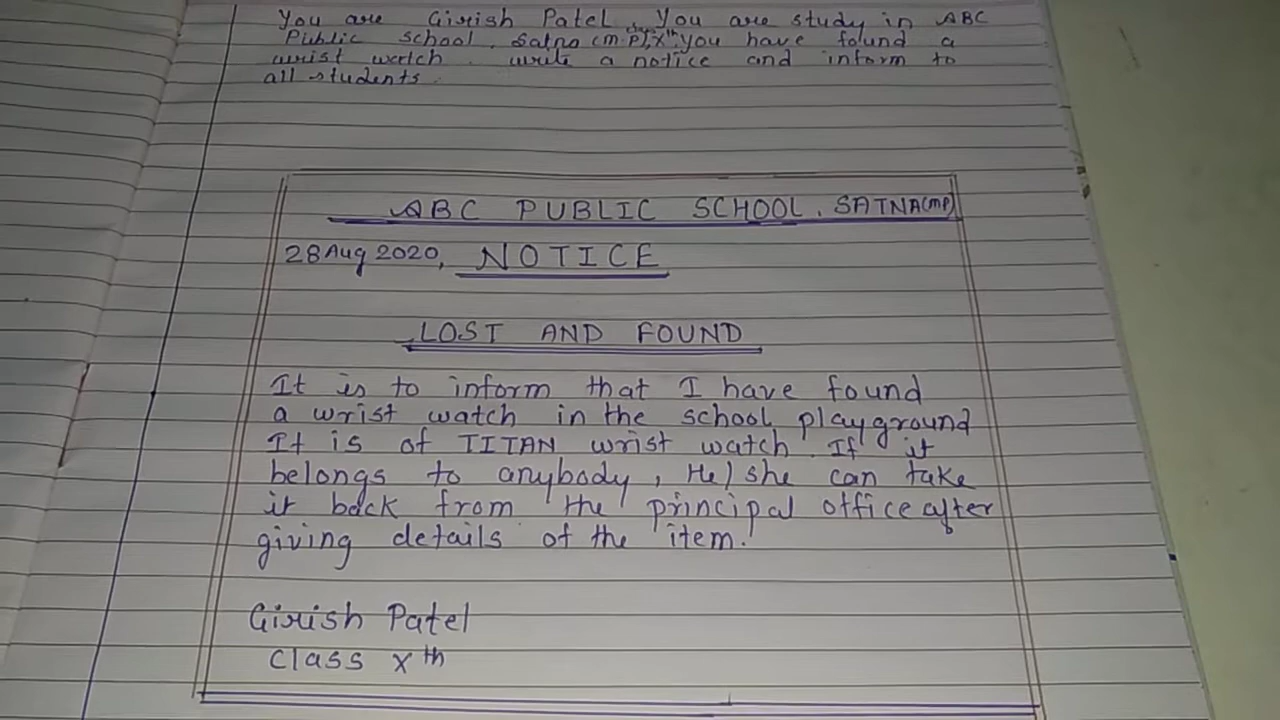 You are Girish Patel, You are study in ABC
Public school. Satna (m.P), class Xth. you have found a
wrist watch. write a notice and inform to
all students.
ABC PUBLIC SCHOOL, SATNA(MP)
28 Aug 2020, NOTICE
LOST AND FOUND
It is to inform that I have found
a wrist watch in the school playground
It is of TITAN wrist watch. If it
belongs to anybody, He/she can take
it back from the principal office after
giving details of the item.
Girish Patel
Class Xth